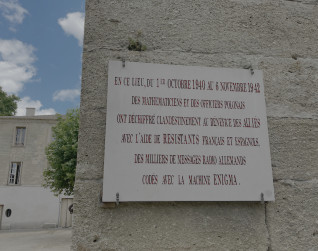 EN CE LIEU, DU 1ER OCTOBRE 1940 AU 6 NOVEMBRE 1942
DES MATHÉMATICIENS ET DES OFFICIERS POLONAIS
ONT DÉCHIFFRÉ CLANDESTINEMENT AU BÉNÉFICE DES ALLIÉS
AVEC L'AIDE DE RESISTANTS FRANÇAIS ET ESPAGNOLS,
DES MILLIERS DE MESSAGES RADIO ALLEMANDS
CODÉS AVEC LA MACHINE ENIGMA.